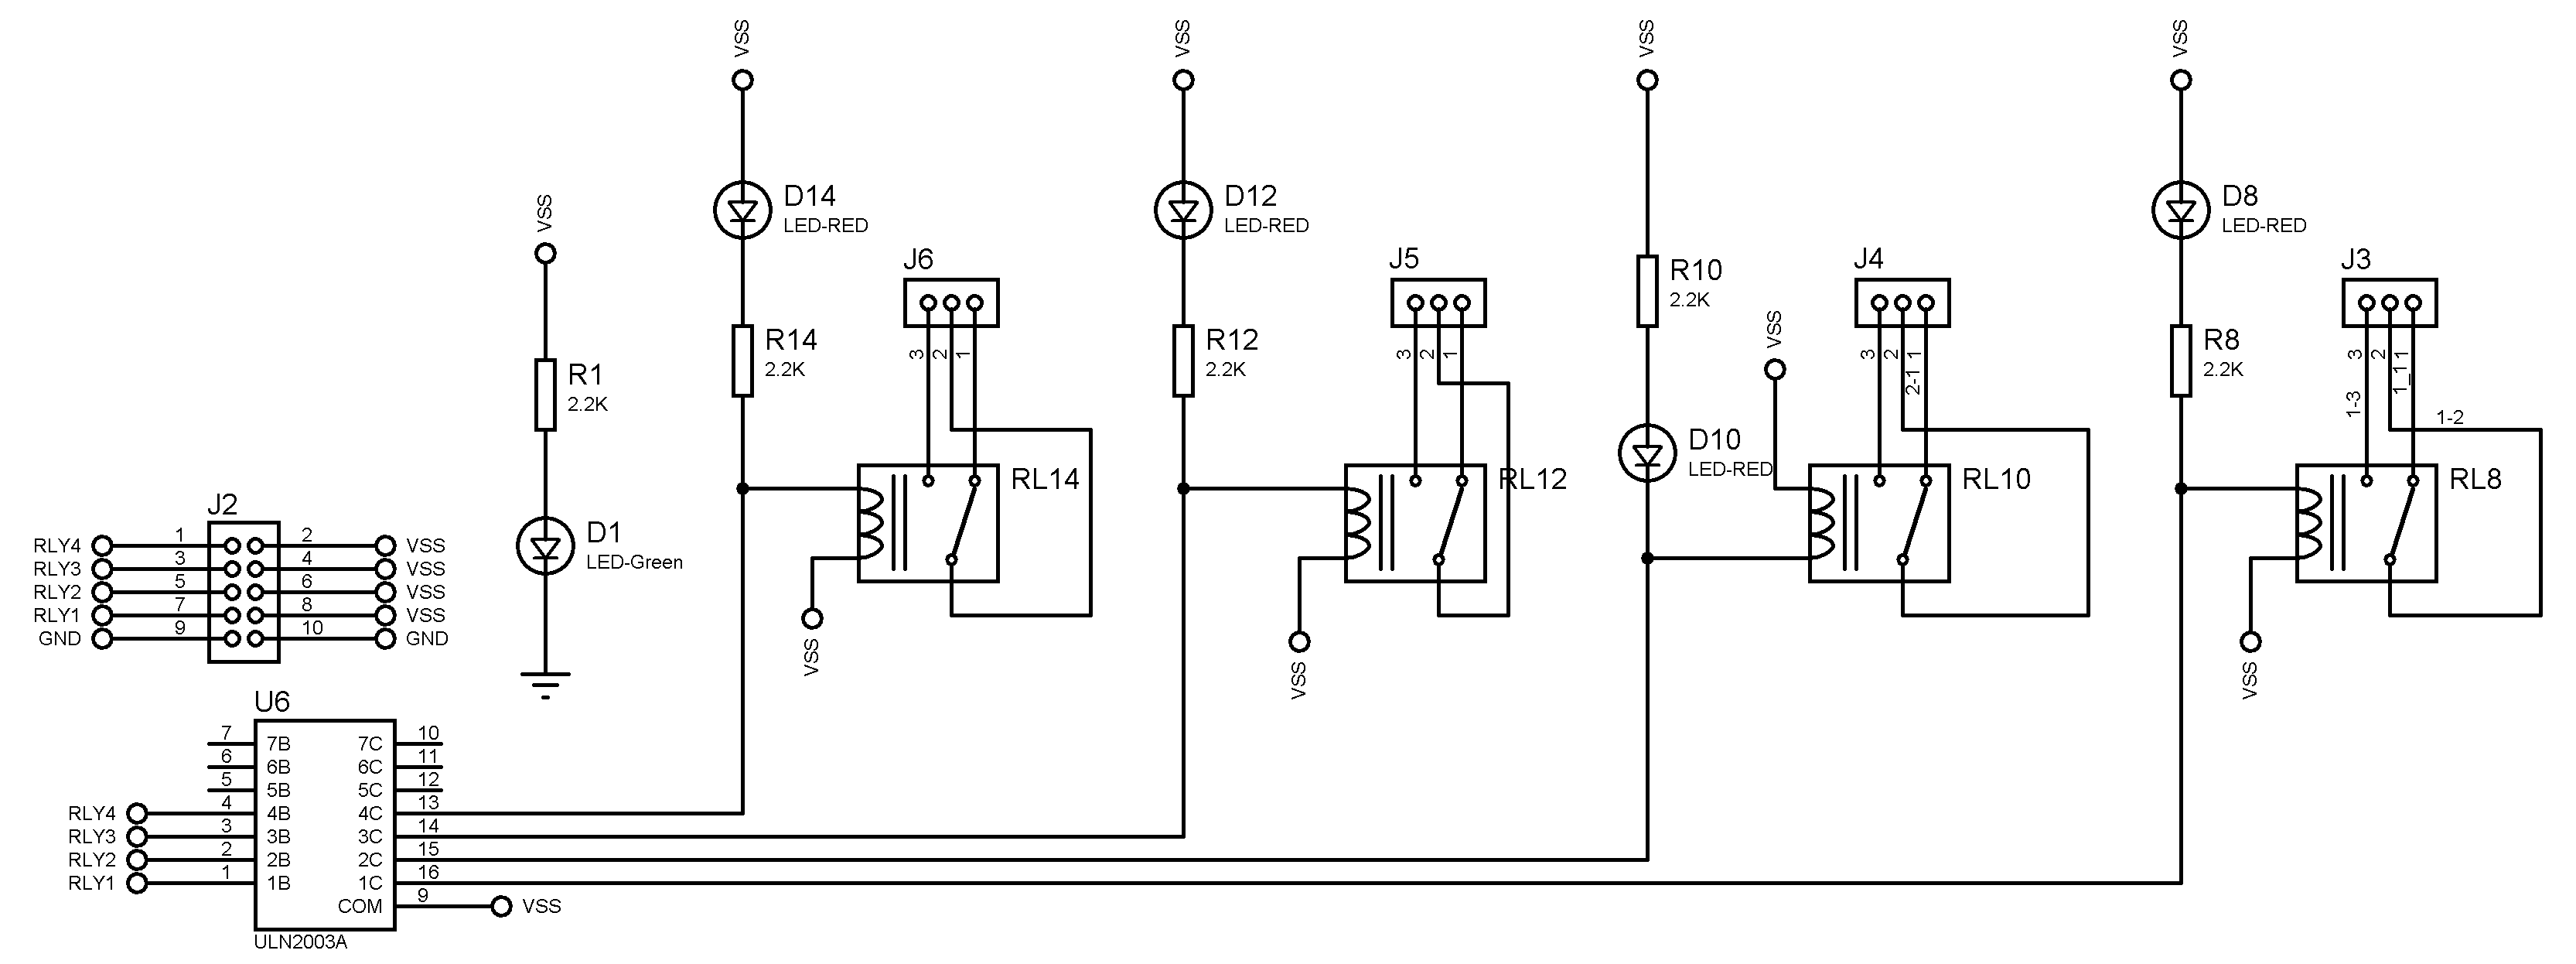 VSS
VSS
VSS
VSS
VSS
D14
LED-RED
D12
LED-RED
D8
LED-RED
J6
3
2
1
J5
3
2
1
R10
2.2K
J4
3
2
1
2-1
J3
3
2
1
1_1
1-3
1-2
VSS
R14
2.2K
R12
2.2K
R8
2.2K
R1
2.2K
D10
LED-RED
RL14
RL12
RL10
RL8
D1
LED-Green
VSS
VSS
VSS
J2
RLY4 1 2 VSS
RLY3 3 4 VSS
RLY2 5 6 VSS
RLY1 7 8 VSS
GND 9 10 GND
U6
7 7B 7C 10
6 6B 6C 11
5 5B 5C 12
RLY4 4 4B 4C 13
RLY3 3 3B 3C 14
RLY2 2 2B 2C 15
RLY1 1 1B 1C 16
COM 9 VSS
ULN2003A